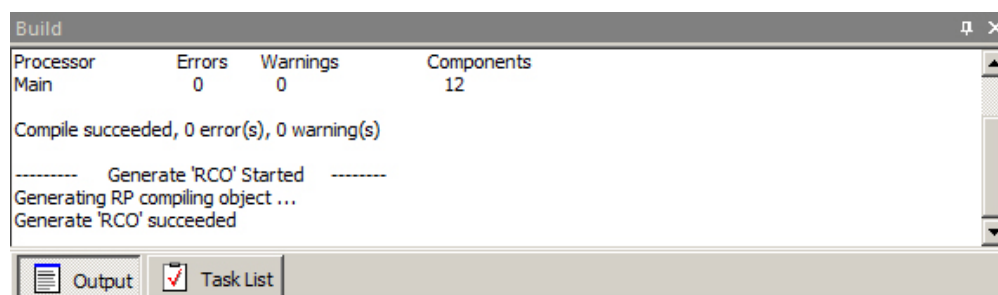 Build
Processor Errors Warnings Components
Main 0 0 12
Compile succeeded, 0 error(s), 0 warning(s)
--------- Generate 'RCO' Started --------
Generating RP compiling object ...
Generate 'RCO' succeeded
Output Task List